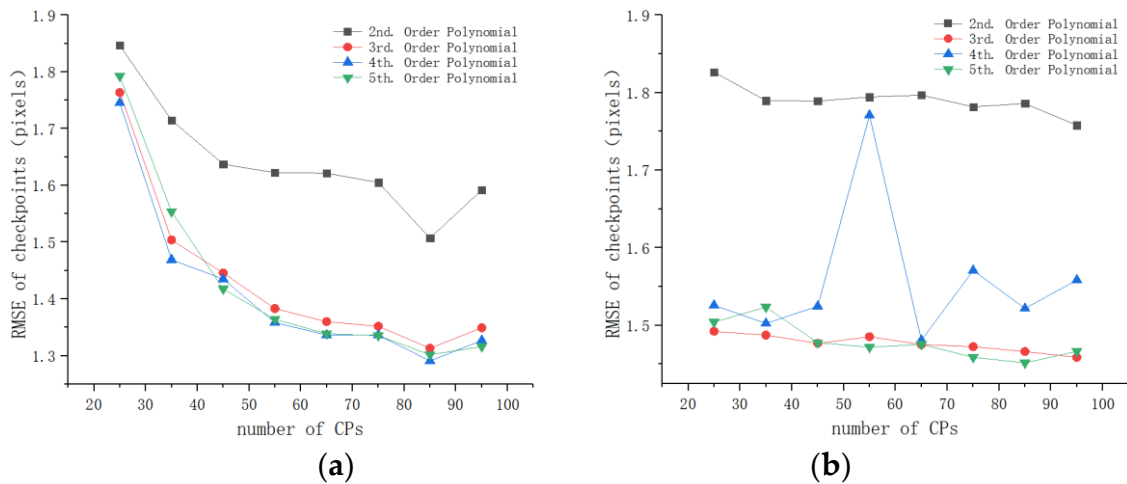 1.9
1.8
1.7
1.6
1.5
1.4
1.3
RMSE of checkpoints (pixels)
2nd. Order Polynomial
3rd. Order Polynomial
4th. Order Polynomial
5th. Order Polynomial
20 30 40 50 60 70 80 90 100
number of CPs
(a)
1.9
1.8
1.7
1.6
1.5
RMSE of checkpoints (pixels)
2nd. Order Polynomial
3rd. Order Polynomial
4th. Order Polynomial
5th. Order Polynomial
20 30 40 50 60 70 80 90 100
number of CPs
(b)